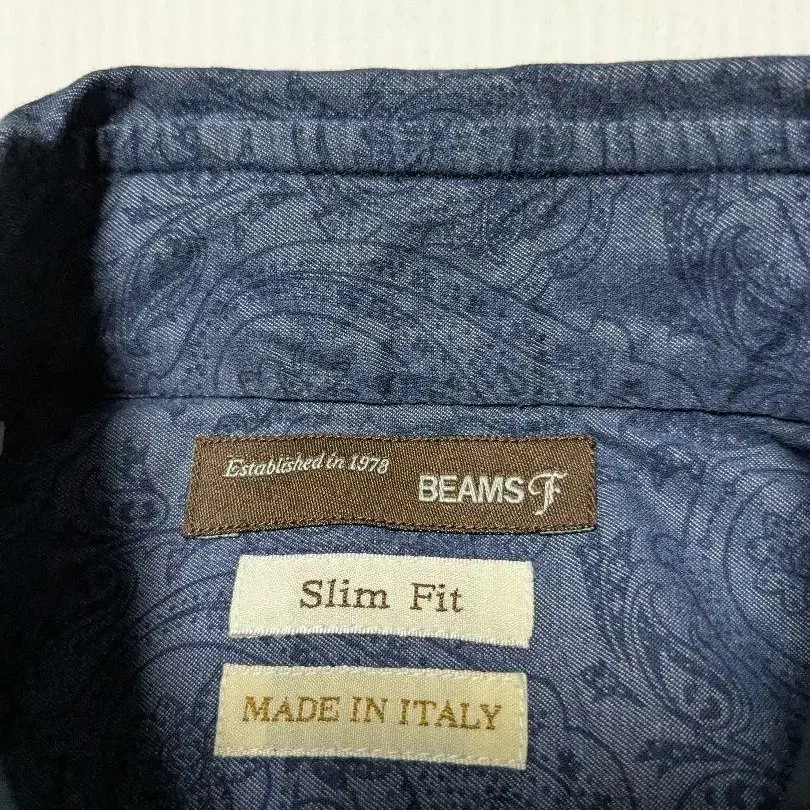 Established in 1978
BEAMS F
Slim Fit
MADE IN ITALY